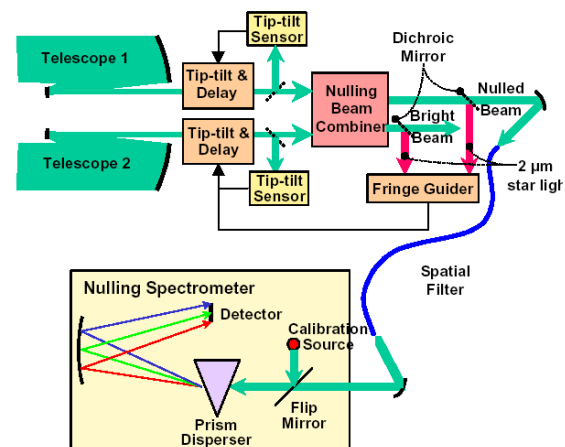 Telescope 1
Tip-tilt
Sensor
Tip-tilt &
Delay
Dichroic
Mirror
Nulling
Beam
Combiner
Nulled
Beam
Bright
Beam
Telescope 2
Tip-tilt &
Delay
Tip-tilt
Sensor
Fringe Guider
2 µm
star light
Spatial
Filter
Nulling Spectrometer
Detector
Calibration
Source
Prism
Disperser
Flip
Mirror